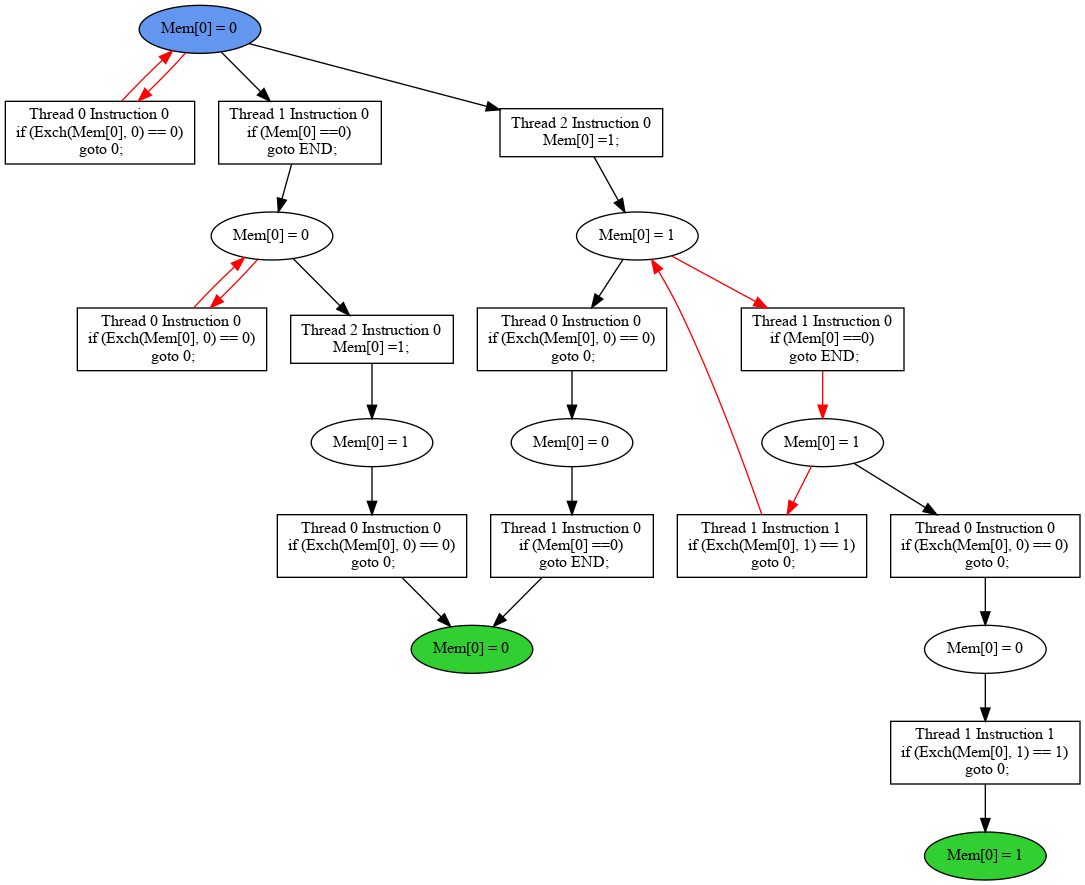 Mem[0] = 0
Thread 0 Instruction 0
if (Exch(Mem[0], 0) == 0)
goto 0;
Thread 1 Instruction 0
if (Mem[0] ==0)
goto END;
Thread 2 Instruction 0
Mem[0] =1;
Mem[0] = 0
Mem[0] = 1
Thread 0 Instruction 0
if (Exch(Mem[0], 0) == 0)
goto 0;
Thread 2 Instruction 0
Mem[0] =1;
Thread 0 Instruction 0
if (Exch(Mem[0], 0) == 0)
goto 0;
Thread 1 Instruction 0
if (Mem[0] ==0)
goto END;
Mem[0] = 1
Mem[0] = 0
Mem[0] = 1
Thread 0 Instruction 0
if (Exch(Mem[0], 0) == 0)
goto 0;
Thread 1 Instruction 0
if (Mem[0] ==0)
goto END;
Thread 1 Instruction 1
if (Exch(Mem[0], 1) == 1)
goto 0;
Thread 0 Instruction 0
if (Exch(Mem[0], 0) == 0)
goto 0;
Mem[0] = 0
Mem[0] = 0
Thread 1 Instruction 1
if (Exch(Mem[0], 1) == 1)
goto 0;
Mem[0] = 1